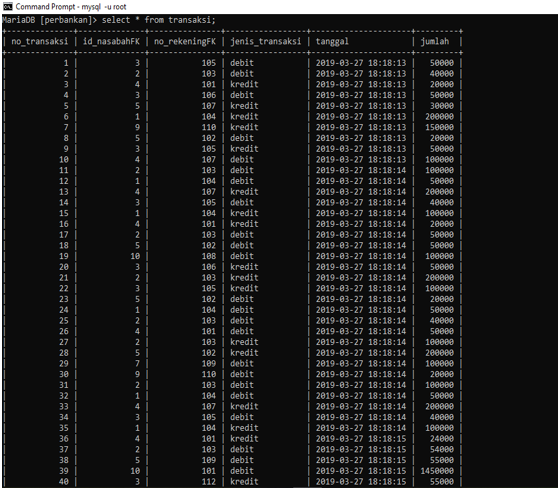 Command Prompt - mysql -u root
MariaDB [perbankan]> select * from transaksi;
| no_transaksi | id_nasabahFK | no_rekeningFK | jenis_transaksi | tanggal | jumlah |
| 1 | 3 | 105 | debit | 2019-03-27 18:18:13 | 50000 |
| 2 | 2 | 103 | debit | 2019-03-27 18:18:13 | 40000 |
| 3 | 4 | 101 | kredit | 2019-03-27 18:18:13 | 20000 |
| 4 | 3 | 106 | debit | 2019-03-27 18:18:13 | 50000 |
| 5 | 5 | 107 | kredit | 2019-03-27 18:18:13 | 30000 |
| 6 | 1 | 104 | kredit | 2019-03-27 18:18:13 | 200000 |
| 7 | 9 | 110 | kredit | 2019-03-27 18:18:13 | 150000 |
| 8 | 5 | 102 | debit | 2019-03-27 18:18:13 | 20000 |
| 9 | 3 | 105 | kredit | 2019-03-27 18:18:13 | 50000 |
| 10 | 4 | 107 | debit | 2019-03-27 18:18:13 | 100000 |
| 11 | 2 | 103 | debit | 2019-03-27 18:18:14 | 100000 |
| 12 | 1 | 104 | debit | 2019-03-27 18:18:14 | 50000 |
| 13 | 4 | 107 | kredit | 2019-03-27 18:18:14 | 200000 |
| 14 | 3 | 105 | debit | 2019-03-27 18:18:14 | 40000 |
| 15 | 1 | 104 | kredit | 2019-03-27 18:18:14 | 100000 |
| 16 | 4 | 101 | kredit | 2019-03-27 18:18:14 | 20000 |
| 17 | 2 | 103 | debit | 2019-03-27 18:18:14 | 50000 |
| 18 | 5 | 102 | debit | 2019-03-27 18:18:14 | 50000 |
| 19 | 10 | 108 | debit | 2019-03-27 18:18:14 | 100000 |
| 20 | 3 | 106 | kredit | 2019-03-27 18:18:14 | 50000 |
| 21 | 2 | 103 | kredit | 2019-03-27 18:18:14 | 200000 |
| 22 | 3 | 105 | kredit | 2019-03-27 18:18:14 | 100000 |
| 23 | 5 | 102 | debit | 2019-03-27 18:18:14 | 20000 |
| 24 | 1 | 104 | debit | 2019-03-27 18:18:14 | 50000 |
| 25 | 2 | 103 | debit | 2019-03-27 18:18:14 | 40000 |
| 26 | 4 | 101 | debit | 2019-03-27 18:18:14 | 50000 |
| 27 | 2 | 103 | kredit | 2019-03-27 18:18:14 | 100000 |
| 28 | 5 | 102 | kredit | 2019-03-27 18:18:14 | 200000 |
| 29 | 7 | 109 | debit | 2019-03-27 18:18:14 | 100000 |
| 30 | 9 | 110 | debit | 2019-03-27 18:18:14 | 20000 |
| 31 | 2 | 103 | debit | 2019-03-27 18:18:14 | 100000 |
| 32 | 1 | 104 | debit | 2019-03-27 18:18:14 | 50000 |
| 33 | 4 | 107 | kredit | 2019-03-27 18:18:14 | 200000 |
| 34 | 3 | 105 | debit | 2019-03-27 18:18:14 | 40000 |
| 35 | 1 | 104 | kredit | 2019-03-27 18:18:14 | 100000 |
| 36 | 4 | 101 | kredit | 2019-03-27 18:18:15 | 24000 |
| 37 | 2 | 103 | debit | 2019-03-27 18:18:15 | 54000 |
| 38 | 5 | 109 | debit | 2019-03-27 18:18:15 | 55000 |
| 39 | 10 | 101 | debit | 2019-03-27 18:18:15 | 1450000 |
| 40 | 3 | 112 | kredit | 2019-03-27 18:18:15 | 55000 |